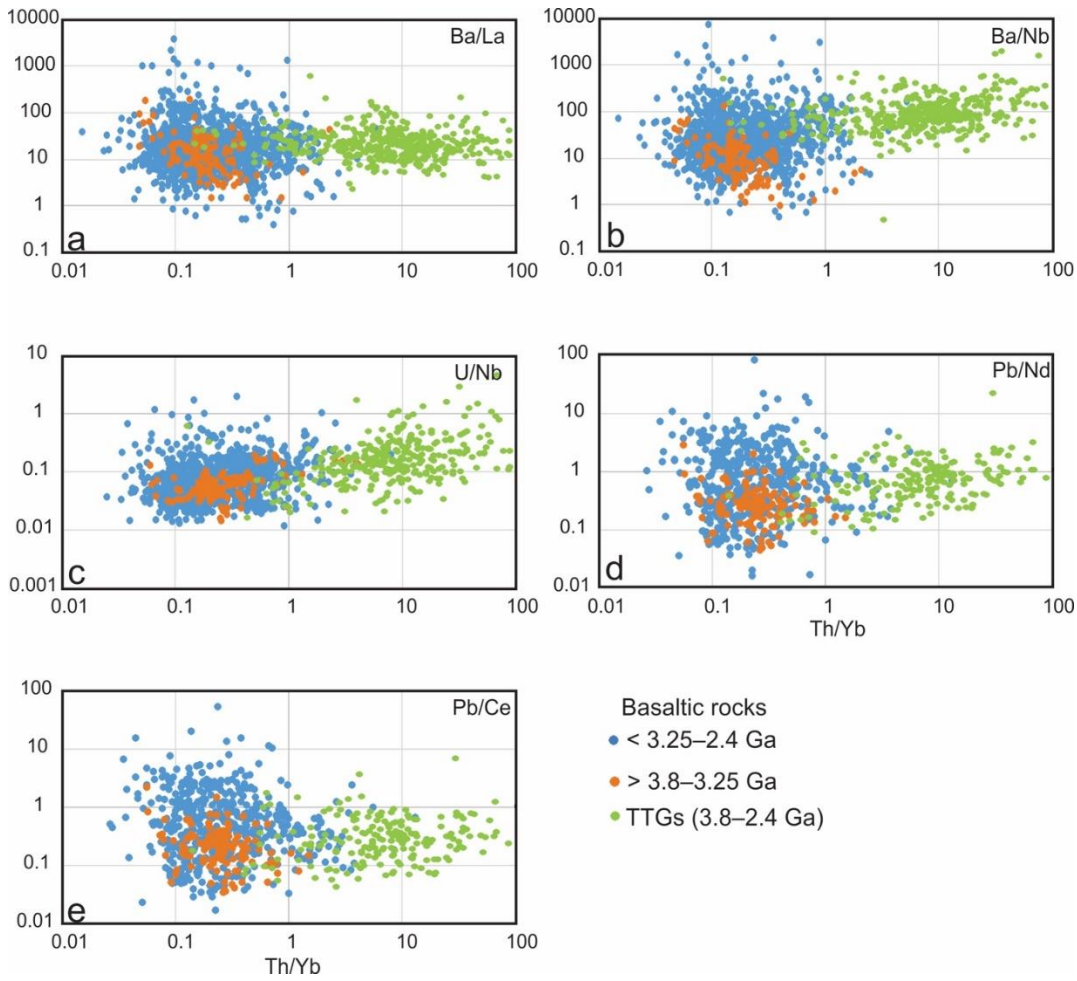 10000
Ba/La
1000
100
10
1
0.1
a
0.01 0.1 1 10 100
10000
Ba/Nb
1000
100
10
1
0.1
b
0.01 0.1 1 10 100
10
U/Nb
1
0.1
0.01
0.001
c
0.01 0.1 1 10 100
100
Pb/Nd
10
1
0.1
0.01
d
0.01 0.1 1 10 100
Th/Yb
100
Pb/Ce
10
1
0.1
0.01
e
0.01 0.1 1 10 100
Th/Yb
Basaltic rocks
< 3.25–2.4 Ga
> 3.8–3.25 Ga
TTGs (3.8–2.4 Ga)